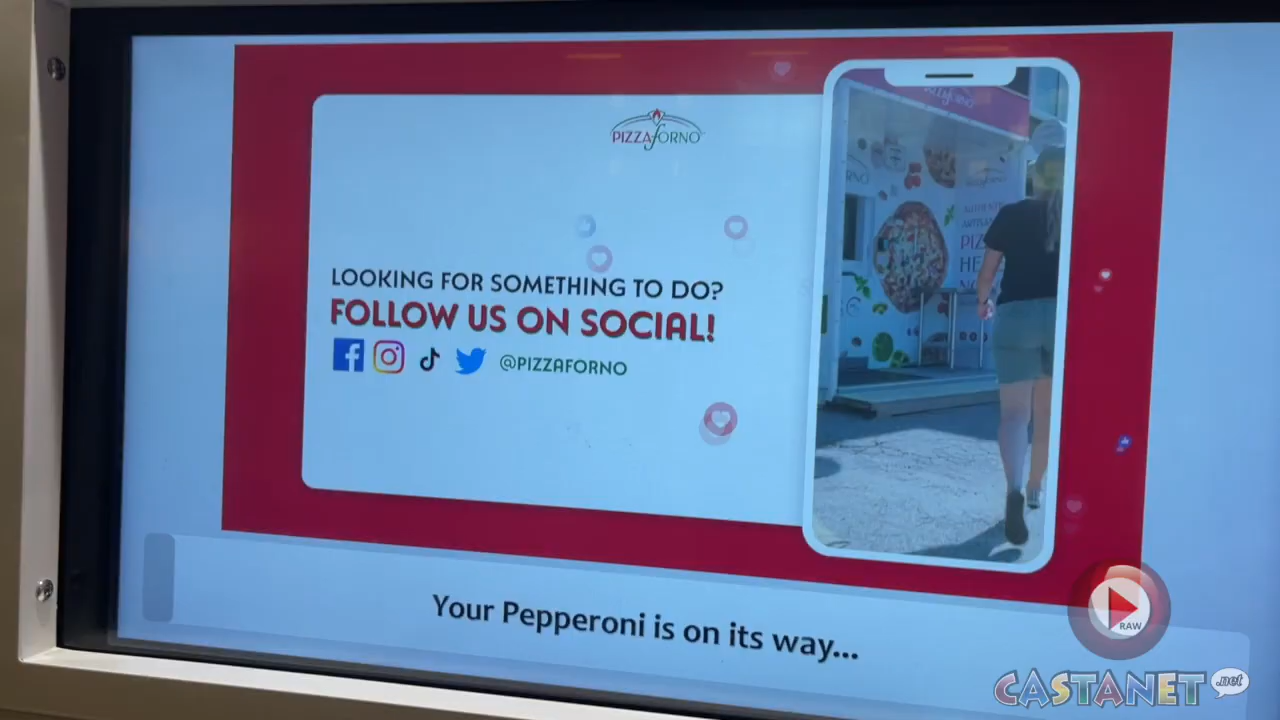 PIZZAforno
LOOKING FOR SOMETHING TO DO?
FOLLOW US ON SOCIAL!
@PIZZAFORNO
Your Pepperoni is on its way...
RAW
CASTANET.net